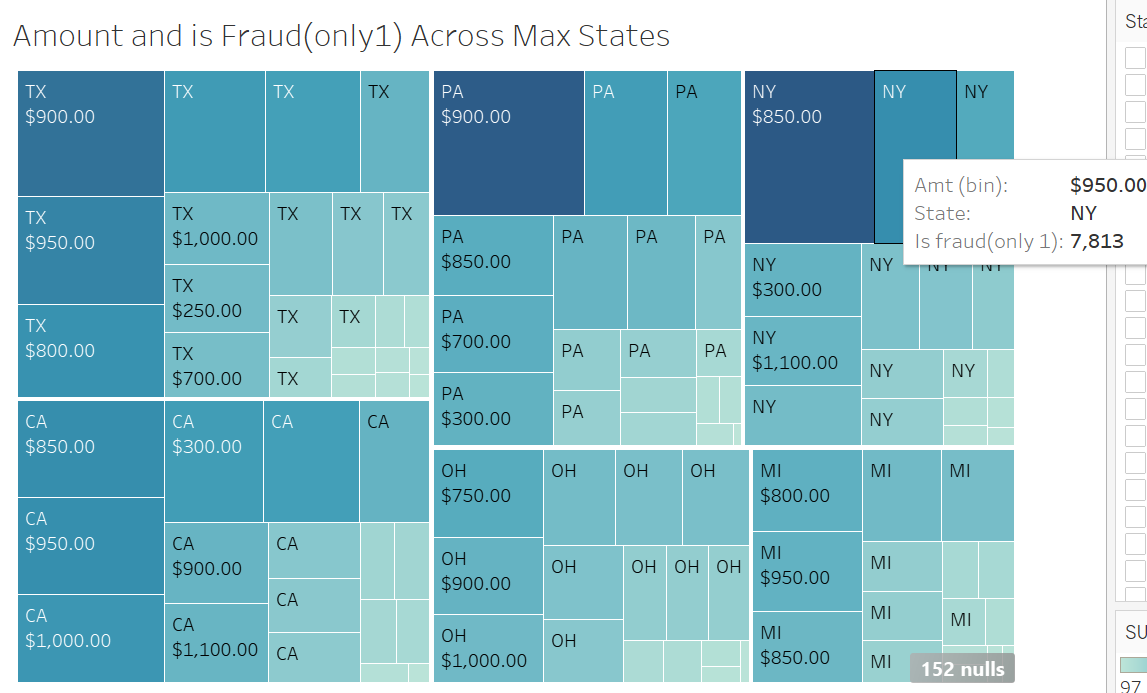 Amount and is Fraud(only1) Across Max States
TX
$900.00
TX
TX
TX
TX
$950.00
TX
$800.00
TX
$1,000.00
TX
TX
TX
TX
$250.00
TX
$700.00
TX
TX
TX
PA
$900.00
PA
PA
PA
$850.00
PA
PA
PA
PA
$700.00
PA
$300.00
PA
PA
PA
PA
NY
$850.00
NY
NY
Amt (bin): $950.00
State: NY
Is fraud(only 1): 7,813
NY
$300.00
NY
NY
NY
NY
$1,100.00
NY
NY
NY
NY
CA
$850.00
CA
$300.00
CA
CA
CA
$950.00
CA
$1,000.00
CA
$900.00
CA
CA
CA
$1,100.00
CA
OH
$750.00
OH
OH
OH
OH
$900.00
OH
$1,000.00
OH
OH
OH
OH
OH
MI
$800.00
MI
MI
MI
$950.00
MI
$850.00
MI
MI
MI
MI
152 nulls
Sta
SU
97